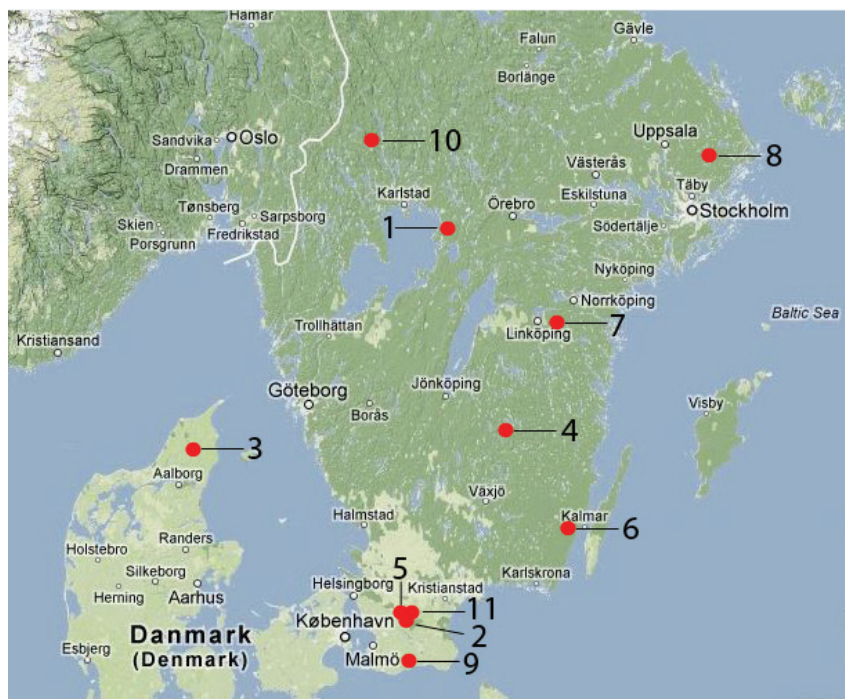 Hamar
Gävle
Falun
Borlänge
Oslo
Sandvika
Drammen
10
Uppsala
8
Västerås
Täby
Karlstad
Örebro
Eskilstuna
Stockholm
Tønsberg
Sarpsborg
Skien
Fredrikstad
Porsgrunn
1
Södertälje
Nyköping
Norrköping
Baltic Sea
Kristiansand
Trollhättan
Linköping
7
Göteborg
Jönköping
Borås
Visby
4
3
Aalborg
Växjö
Halmstad
Kalmar
6
Holstebro
Randers
Silkeborg
Herning
Aarhus
Helsingborg
5
Kristianstad
Karlskrona
11
København
2
Danmark
(Denmark)
Esbjerg
Malmö
9